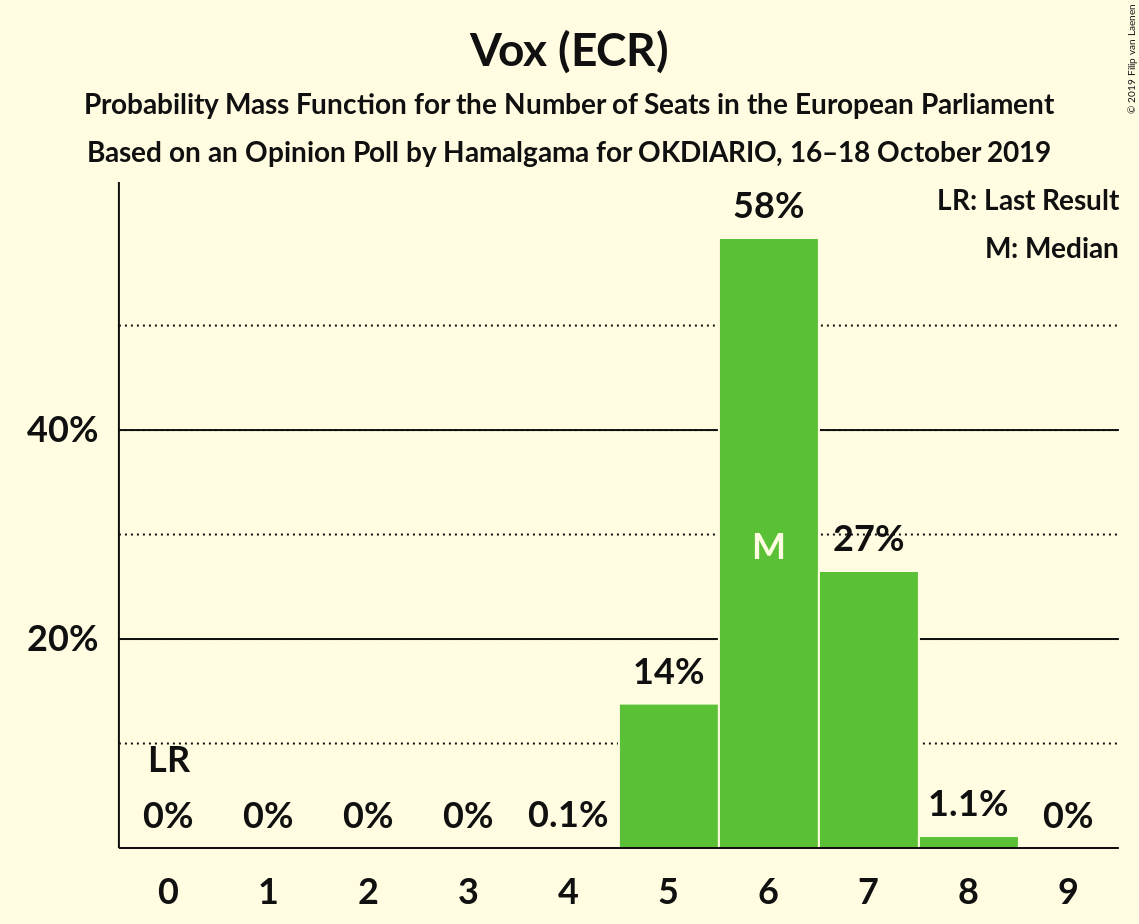 Vox (ECR)
Probability Mass Function for the Number of Seats in the European Parliament
Based on an Opinion Poll by Hamalgama for OKDIARIO, 16–18 October 2019
© 2019 Filip van Laenen
LR: Last Result
M: Median
58%
40%
M
27%
20%
14%
LR
0% 0% 0% 0% 0.1% 1.1% 0%
0 1 2 3 4 5 6 7 8 9